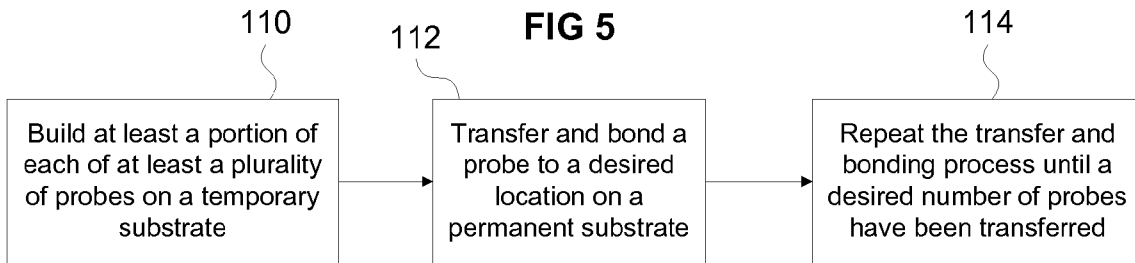 FIG 5
110
112
114
Build at least a portion of
each of at least a plurality
of probes on a temporary
substrate
Transfer and bond a
probe to a desired
location on a
permanent substrate
Repeat the transfer and
bonding process until a
desired number of probes
have been transferred